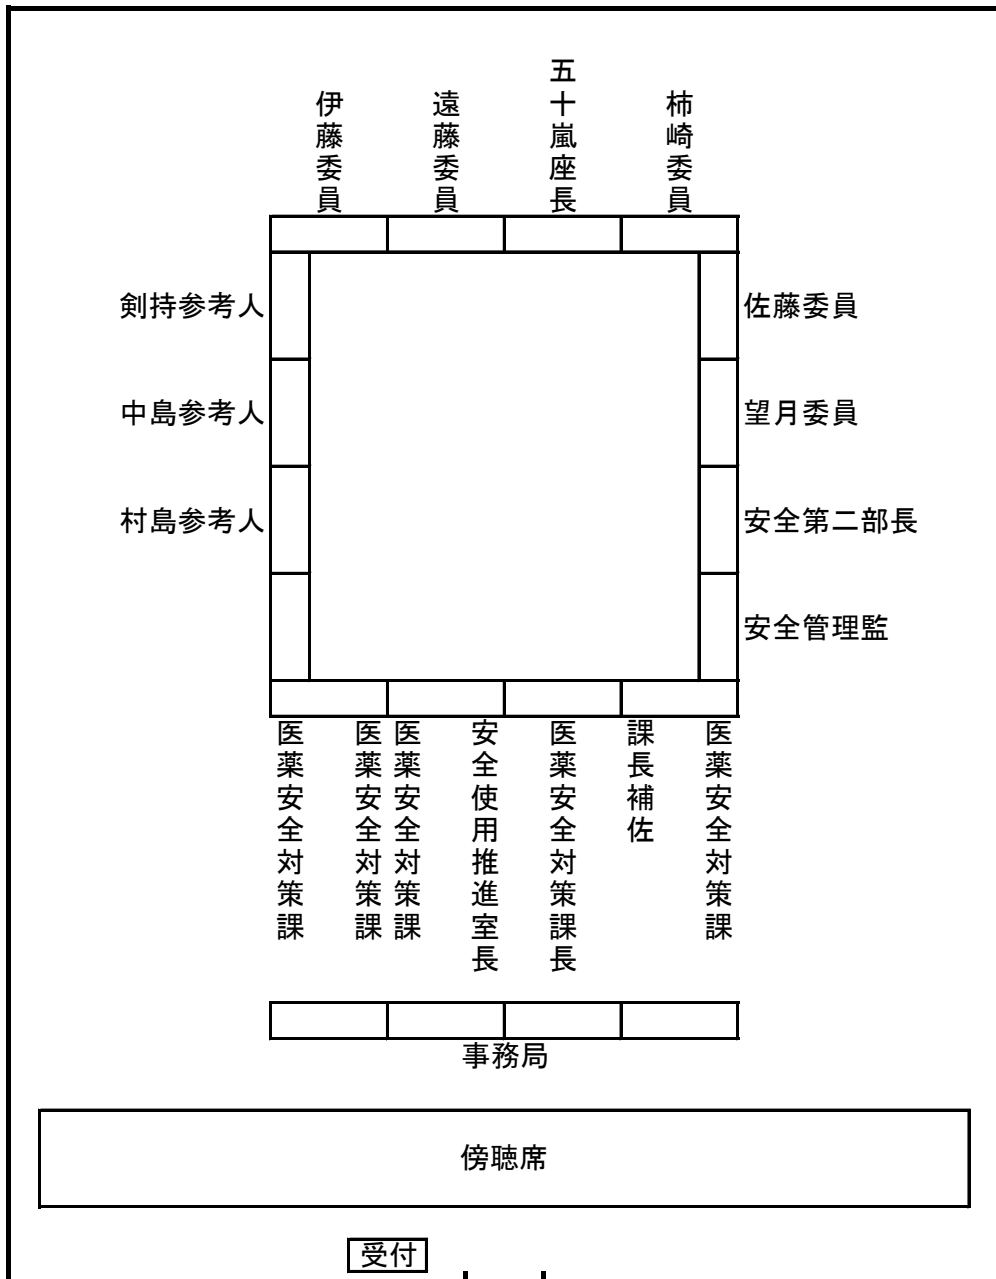 伊藤委員
遠藤委員
五十嵐座長
柿崎委員
剣持参考人
佐藤委員
中島参考人
望月委員
村島参考人
安全第二部長
安全管理監
医薬安全対策課
医薬安全対策課
医薬安全対策課
安全使用推進室長
医薬安全対策課長
課長補佐
医薬安全対策課
事務局
傍聴席
受付